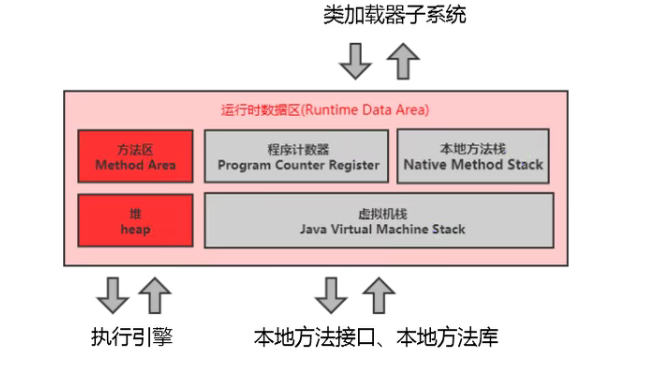 类加载器子系统
运行时数据区(Runtime Data Area)
方法区
Method Area
程序计数器
Program Counter Register
本地方法栈
Native Method Stack
堆
heap
虚拟机栈
Java Virtual Machine Stack
执行引擎
本地方法接口、本地方法库